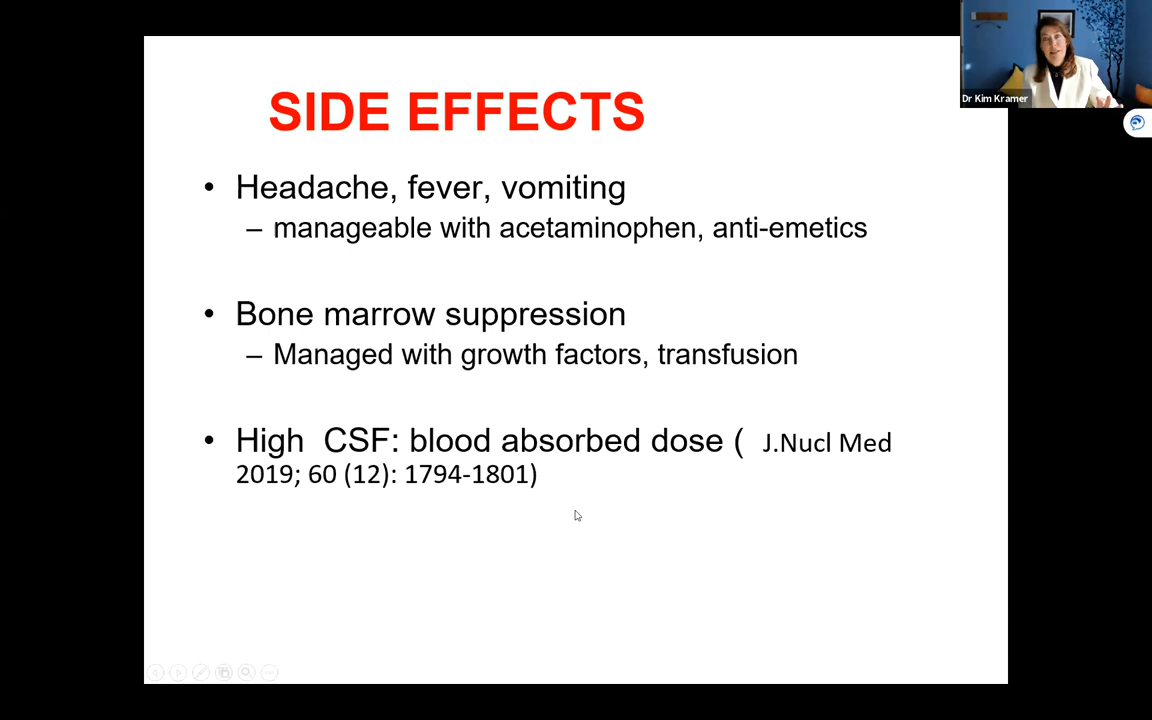 SIDE EFFECTS
• Headache, fever, vomiting
– manageable with acetaminophen, anti-emetics
• Bone marrow suppression
– Managed with growth factors, transfusion
• High  CSF: blood absorbed dose (  J.Nucl Med
2019; 60 (12): 1794-1801)
Dr Kim Kramer